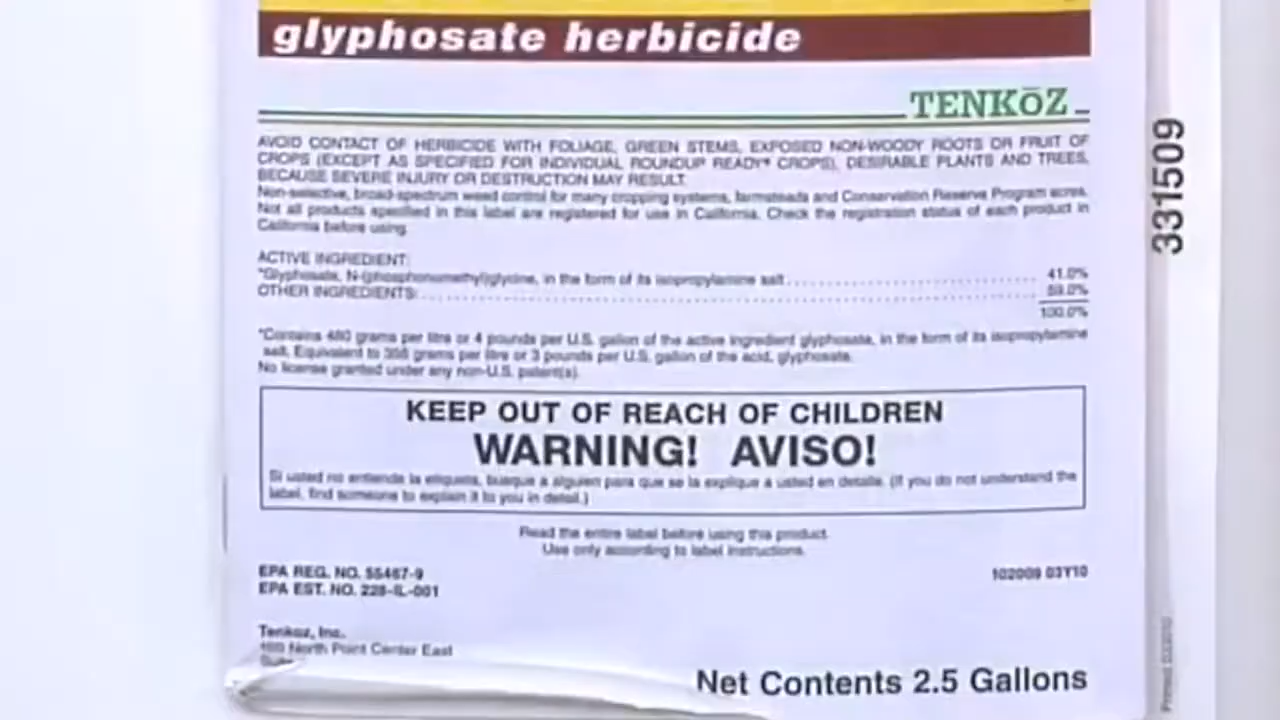 glyphosate herbicide
TENKŌZ
AVOID CONTACT OF HERBICIDE WITH FOLIAGE, GREEN STEMS, EXPOSED NON-WOODY ROOTS OR FRUIT OF
CROPS (EXCEPT AS SPECIFIED FOR INDIVIDUAL ROUNDUP READY® CROPS), DESIRABLE PLANTS AND TREES,
BECAUSE SEVERE INJURY OR DESTRUCTION MAY RESULT.
Non-selective, broad-spectrum weed control for many cropping systems, farmsteads and Conservation Reserve Program acres.
Not all products specified in this label are registered for use in California. Check the registration status of each product in
California before using.
ACTIVE INGREDIENT:
*Glyphosate, N-(phosphonomethyl)glycine, in the form of its isopropylamine salt 41.0%
OTHER INGREDIENTS: 59.0%
100.0%
*Contains 480 grams per litre or 4 pounds per U.S. gallon of the active ingredient glyphosate, in the form of its isopropylamine
salt. Equivalent to 356 grams per litre or 3 pounds per U.S. gallon of the acid, glyphosate.
No license granted under any non-U.S. patent(s).
KEEP OUT OF REACH OF CHILDREN
WARNING! AVISO!
Si usted no entiende la etiqueta, busque a alguien para que se la explique a usted en detalle. (If you do not understand the
label, find someone to explain it to you in detail.)
Read the entire label before using this product.
Use only according to label instructions.
EPA REG. NO. 55467-9
EPA EST. NO. 228-IL-001
102009 03Y10
Tenkoz, Inc.
North Point Center East
Net Contents 2.5 Gallons
331509